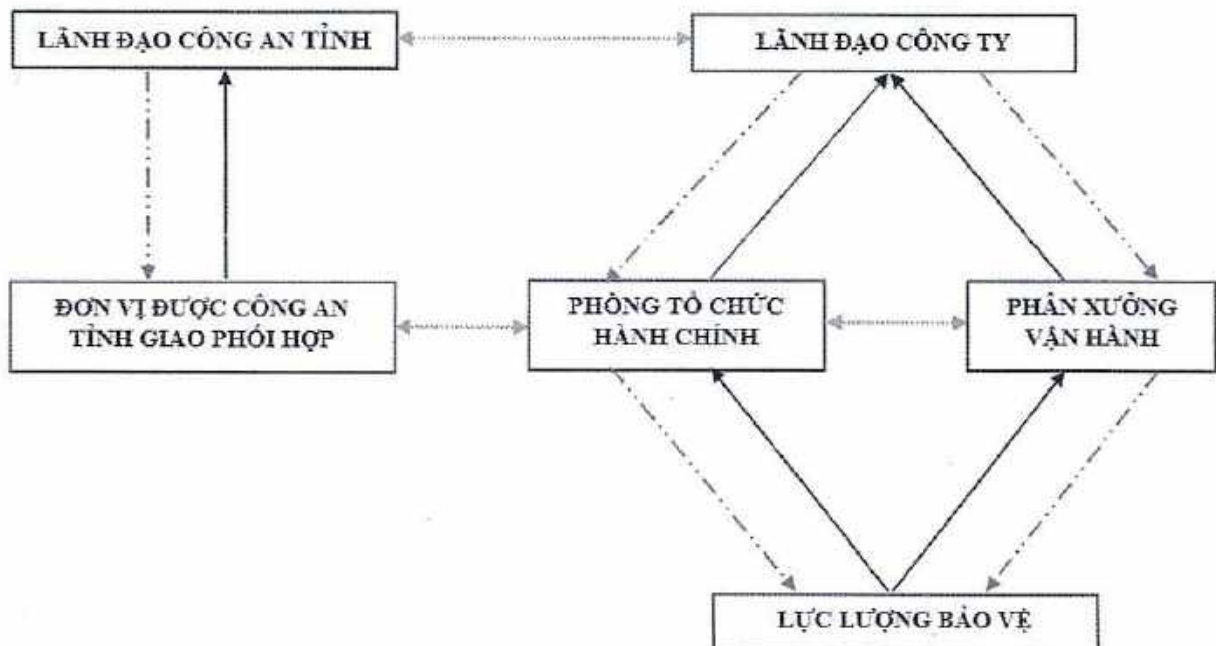 LÃNH ĐẠO CÔNG AN TỈNH
LÃNH ĐẠO CÔNG TY
ĐƠN VỊ ĐƯỢC CÔNG AN
TỈNH GIAO PHỐI HỢP
PHÒNG TỔ CHỨC
HÀNH CHÍNH
PHÂN XƯỞNG
VẬN HÀNH
LỰC LƯỢNG BẢO VỆ